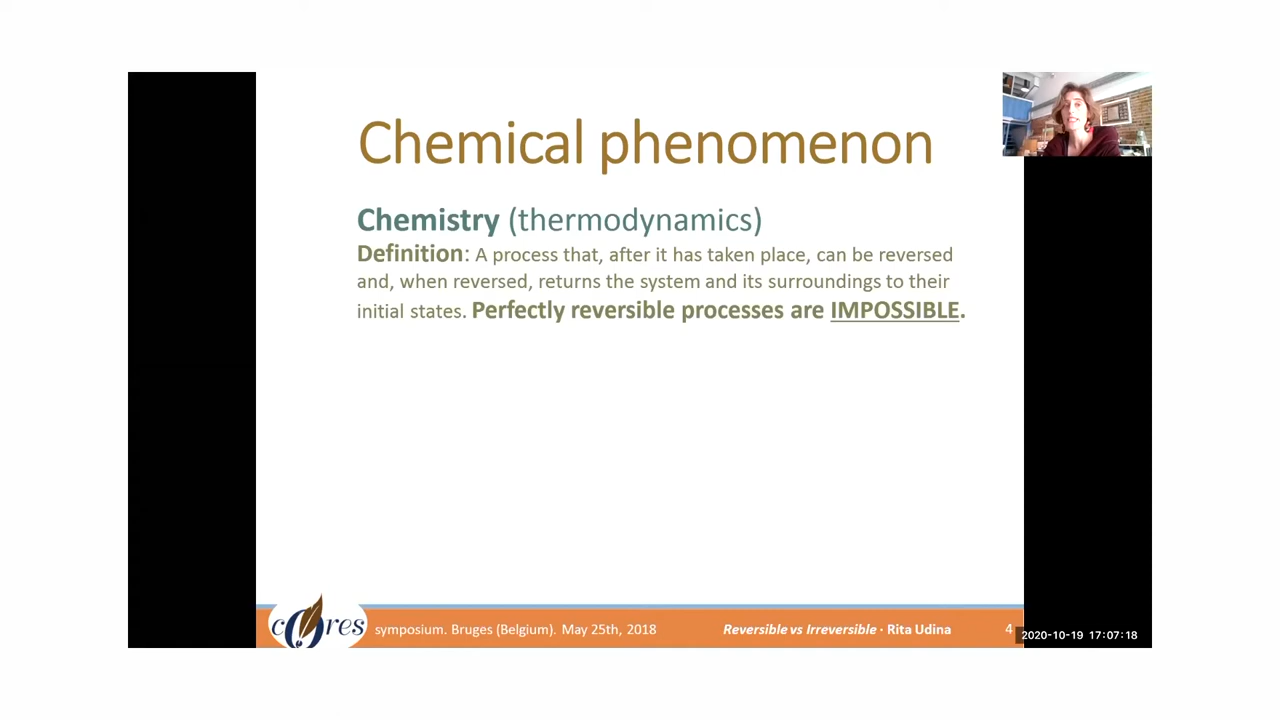 Chemical phenomenon
Chemistry (thermodynamics)
Definition: A process that, after it has taken place, can be reversed
and, when reversed, returns the system and its surroundings to their
initial states. Perfectly reversible processes are IMPOSSIBLE.
cOres symposium. Bruges (Belgium). May 25th, 2018 Reversible vs Irreversible · Rita Udina 4
2020-10-19 17:07:18